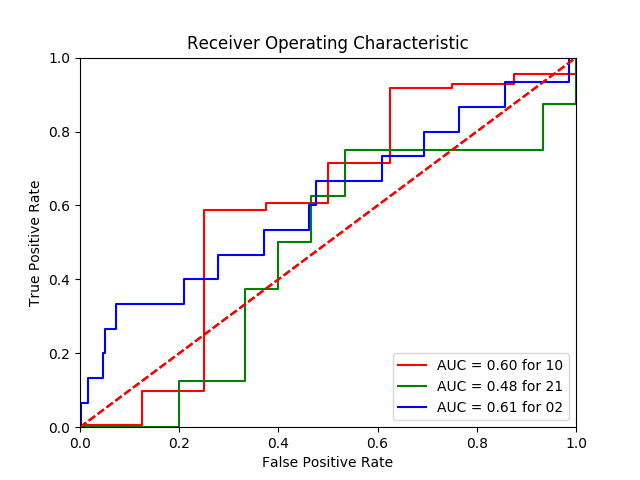 Receiver Operating Characteristic
1.0
0.8
0.6
0.4
0.2
0.0
True Positive Rate
AUC = 0.60 for 10
AUC = 0.48 for 21
AUC = 0.61 for 02
0.0 0.2 0.4 0.6 0.8 1.0
False Positive Rate